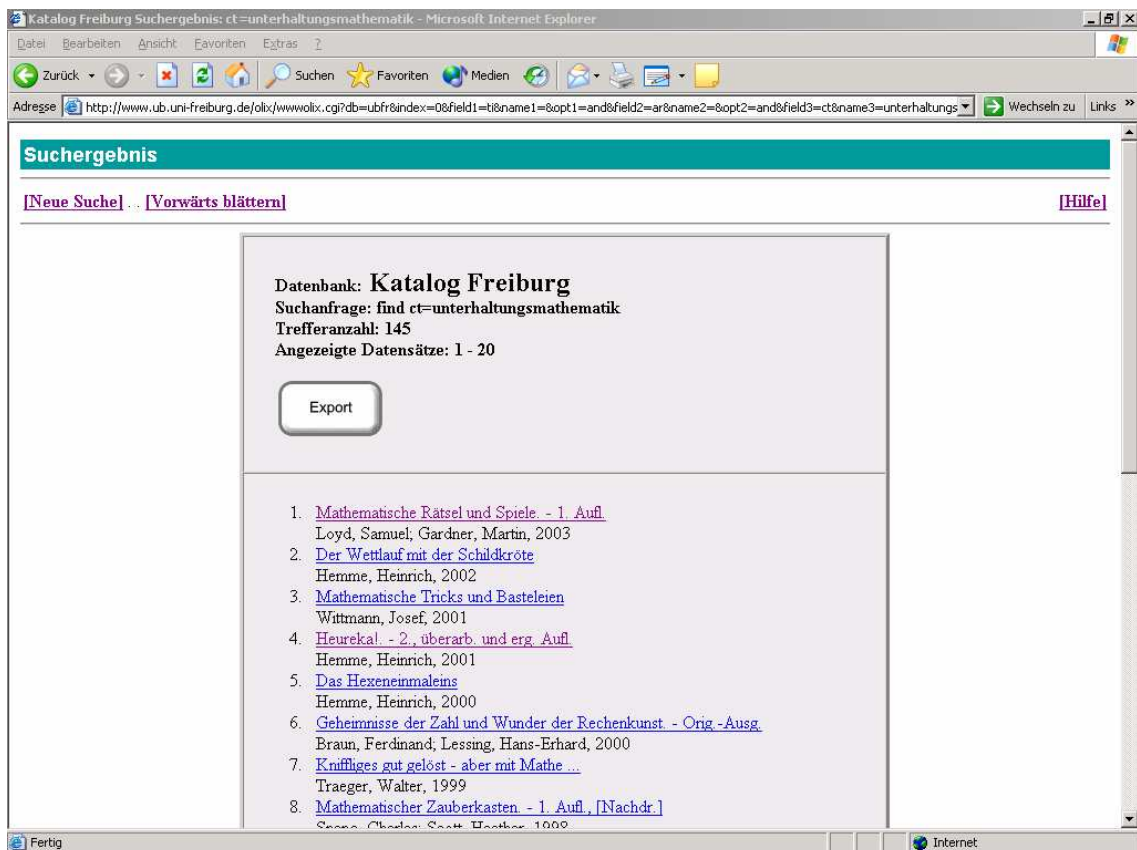 Katalog Freiburg Suchergebnis: ct=unterhaltungsmathematik - Microsoft Internet Explorer
Datei Bearbeiten Ansicht Favoriten Extras ?
Zurück Suchen Favoriten Medien
Adresse http://www.ub.uni-freiburg.de/olix/wwwolix.cgi?db=ubfr&index=0&field1=ti&name1=&opt1=and&field2=ar&name2=&opt2=and&field3=ct&name3=unterhaltungs Wechseln zu Links »
Suchergebnis
[Neue Suche] ... [Vorwärts blättern] [Hilfe]
Datenbank: Katalog Freiburg
Suchanfrage: find ct=unterhaltungsmathematik
Trefferanzahl: 145
Angezeigte Datensätze: 1 - 20
Export
1. Mathematische Rätsel und Spiele. - 1. Aufl.
Loyd, Samuel; Gardner, Martin, 2003
2. Der Wettlauf mit der Schildkröte
Hemme, Heinrich, 2002
3. Mathematische Tricks und Basteleien
Wittmann, Josef, 2001
4. Heureka!. - 2., überarb. und erg. Aufl.
Hemme, Heinrich, 2001
5. Das Hexeneinmaleins
Hemme, Heinrich, 2000
6. Geheimnisse der Zahl und Wunder der Rechenkunst. - Orig.-Ausg.
Braun, Ferdinand; Lessing, Hans-Erhard, 2000
7. Kniffliges gut gelöst - aber mit Mathe ...
Traeger, Walter, 1999
8. Mathematischer Zauberkasten. - 1. Aufl., [Nachdr.]
Fertig Internet